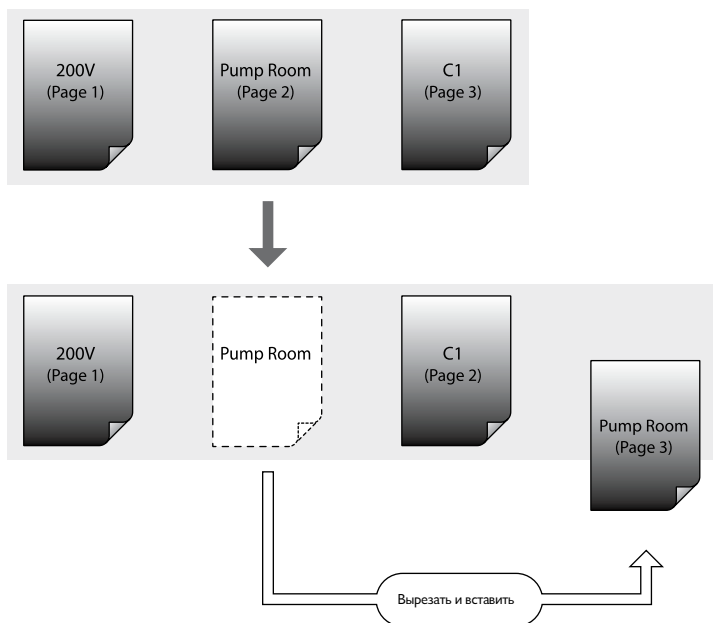 200V
(Page 1)
Pump Room
(Page 2)
C1
(Page 3)
200V
(Page 1)
Pump Room
C1
(Page 2)
Pump Room
(Page 3)
Вырезать и вставить